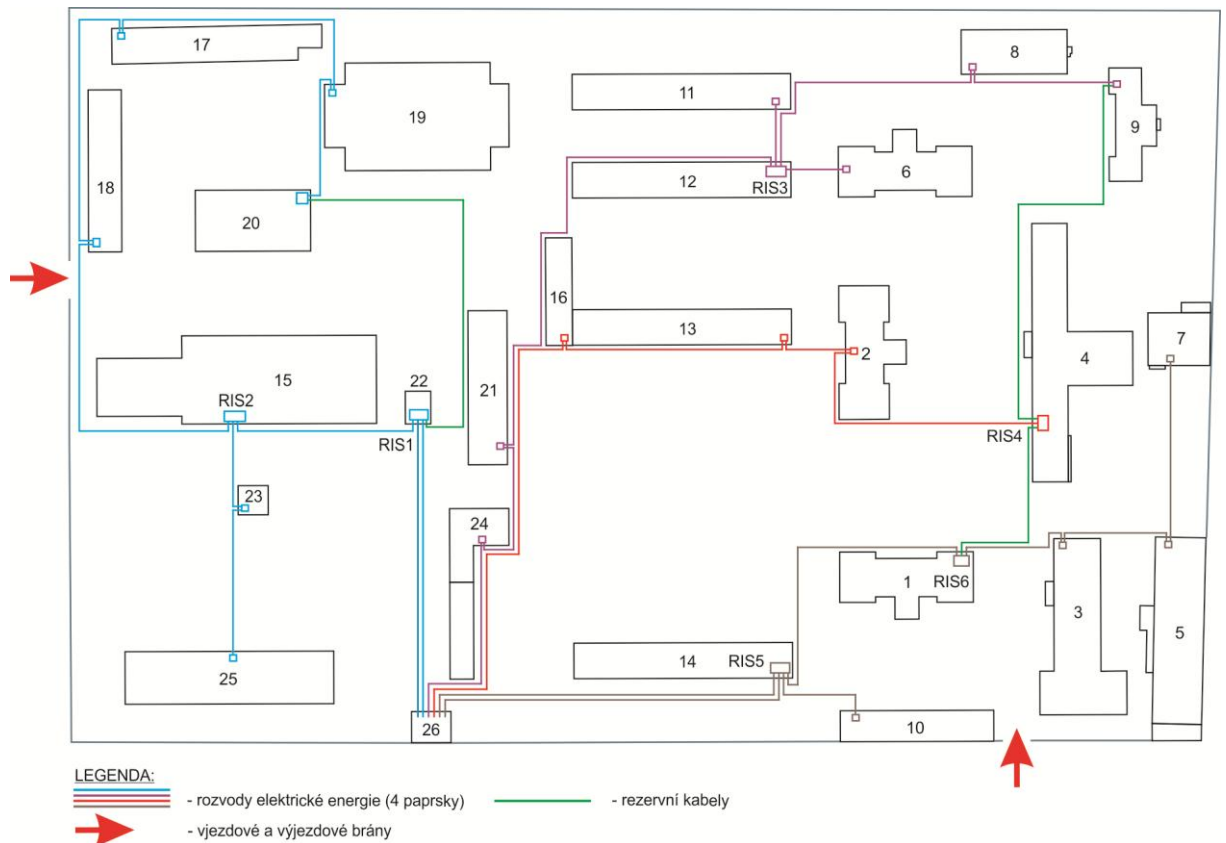 17
8
11
19
9
18
12
RIS3
6
20
16
13
7
2
4
22
15
21
RIS2
RIS1
RIS4
23
24
1
RIS6
3
5
14
RIS5
25
26
10
LEGENDA:
- rozvody elektrické energie (4 paprsky)
- rezervní kabely
- vjezdové a výjezdové brány